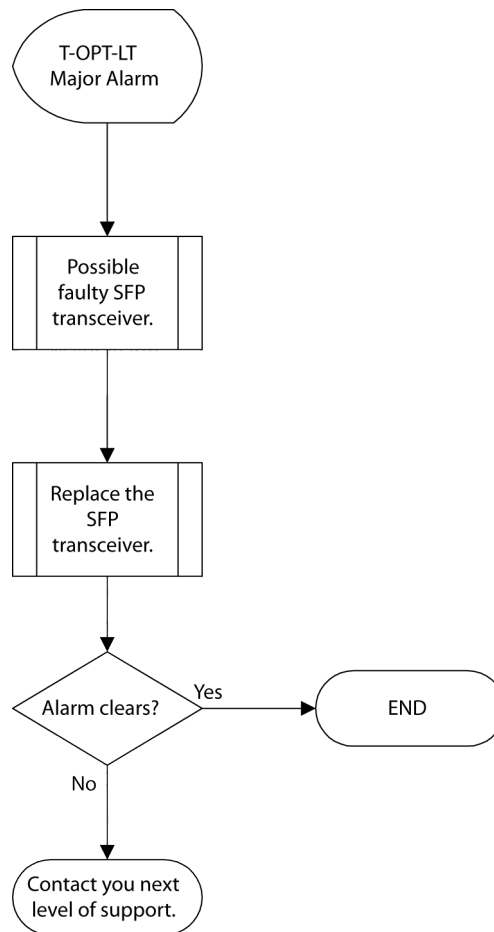 T-OPT-LT
Major Alarm
Possible
faulty SFP
transceiver.
Replace the
SFP
transceiver.
Alarm clears?
Yes
END
No
Contact you next
level of support.